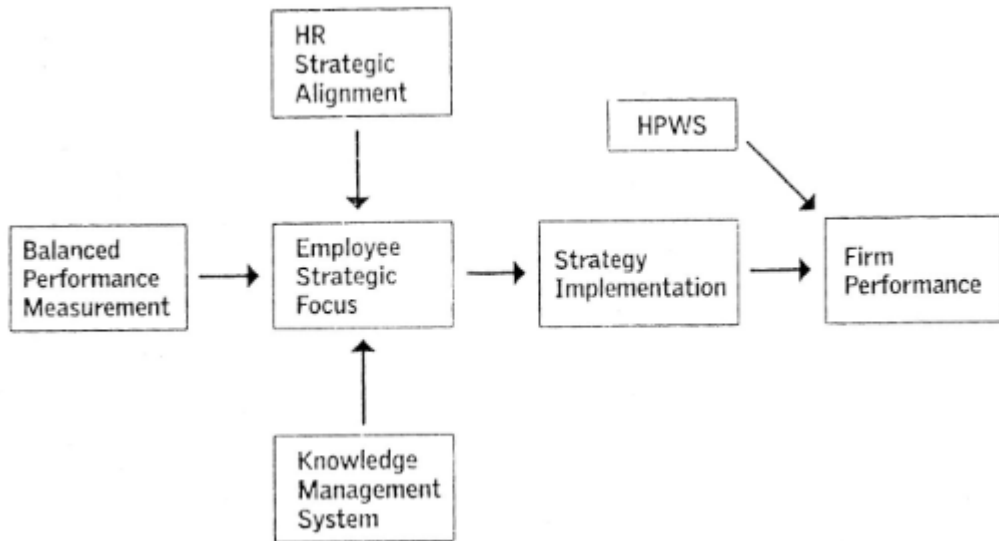 HR
Strategic
Alignment
HPWS
Balanced
Performance
Measurement
Employee
Strategic
Focus
Strategy
Implementation
Firm
Performance
Knowledge
Management
System